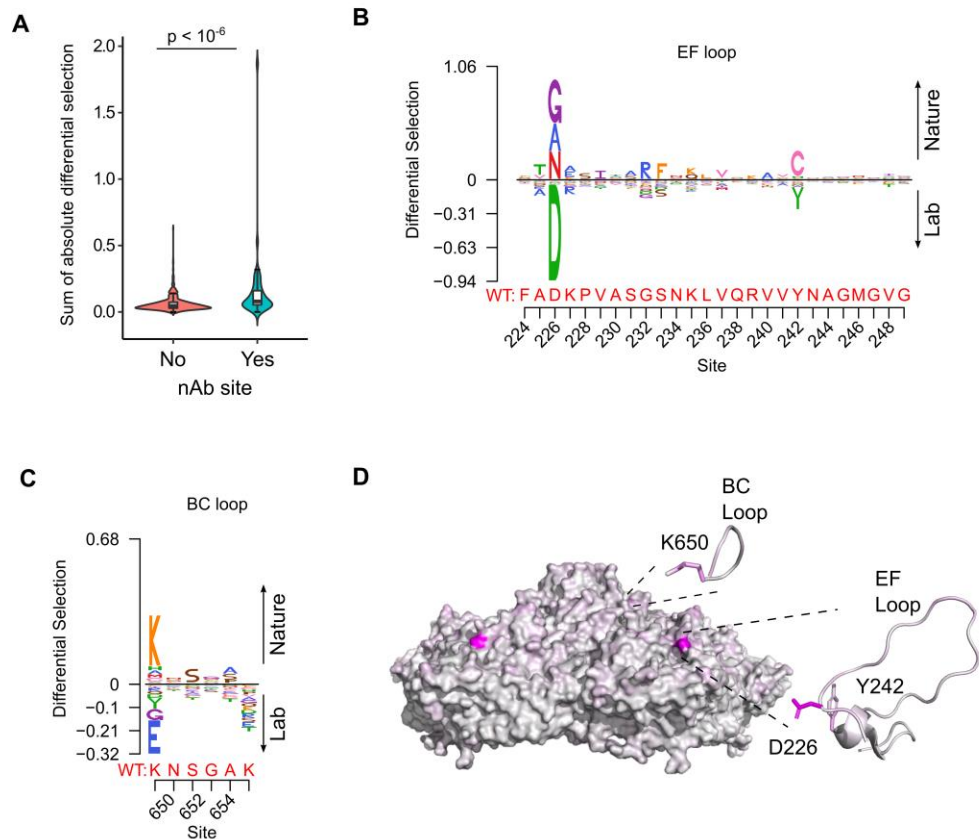 A
p < 10⁻⁶
2.0
1.5
1.0
0.5
0.0
Sum of absolute differential selection
No Yes
nAb site
B
EF loop
1.06
0
−0.31
−0.63
−0.94
Differential Selection
Nature
Lab
G
A
N
D
T
A
R
R F
S
C
Y
WT: F A D K P V A S G S N K L V Q R V V Y N A G M G V G
224 226 228 230 232 234 236 238 240 242 244 246 248
Site
C
BC loop
0.68
0
−0.1
−0.21
−0.32
Differential Selection
Nature
Lab
K
S A
Y
G
E
WT: K N S G A K
650 652 654
Site
D
BC
Loop
K650
EF
Loop
Y242
D226